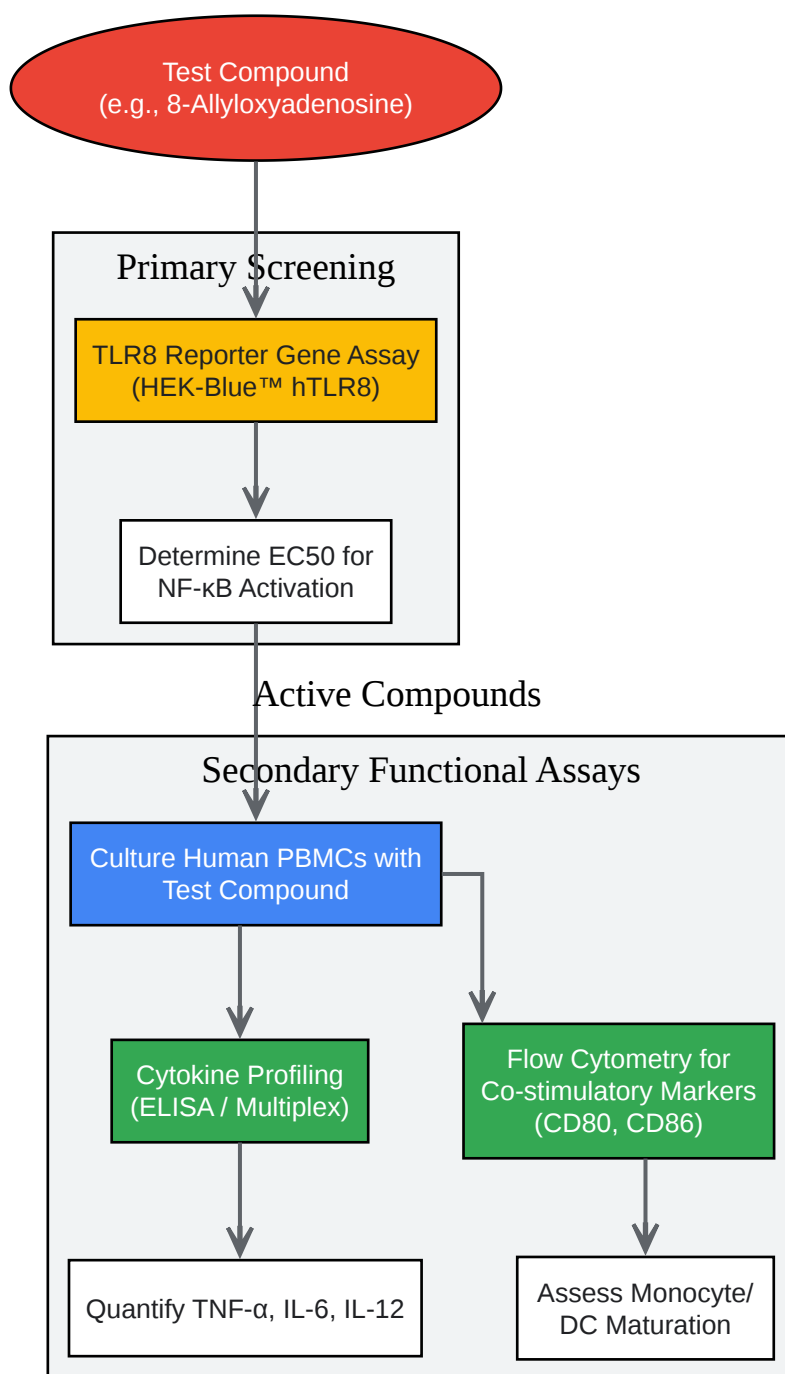 Test Compound
(e.g., 8-Allyloxyadenosine)
Primary Screening
TLR8 Reporter Gene Assay
(HEK-Blue™ hTLR8)
Determine EC50 for
NF-κB Activation
Active Compounds
Secondary Functional Assays
Culture Human PBMCs with
Test Compound
Cytokine Profiling
(ELISA / Multiplex)
Flow Cytometry for
Co-stimulatory Markers
(CD80, CD86)
Quantify TNF-α, IL-6, IL-12
Assess Monocyte/
DC Maturation